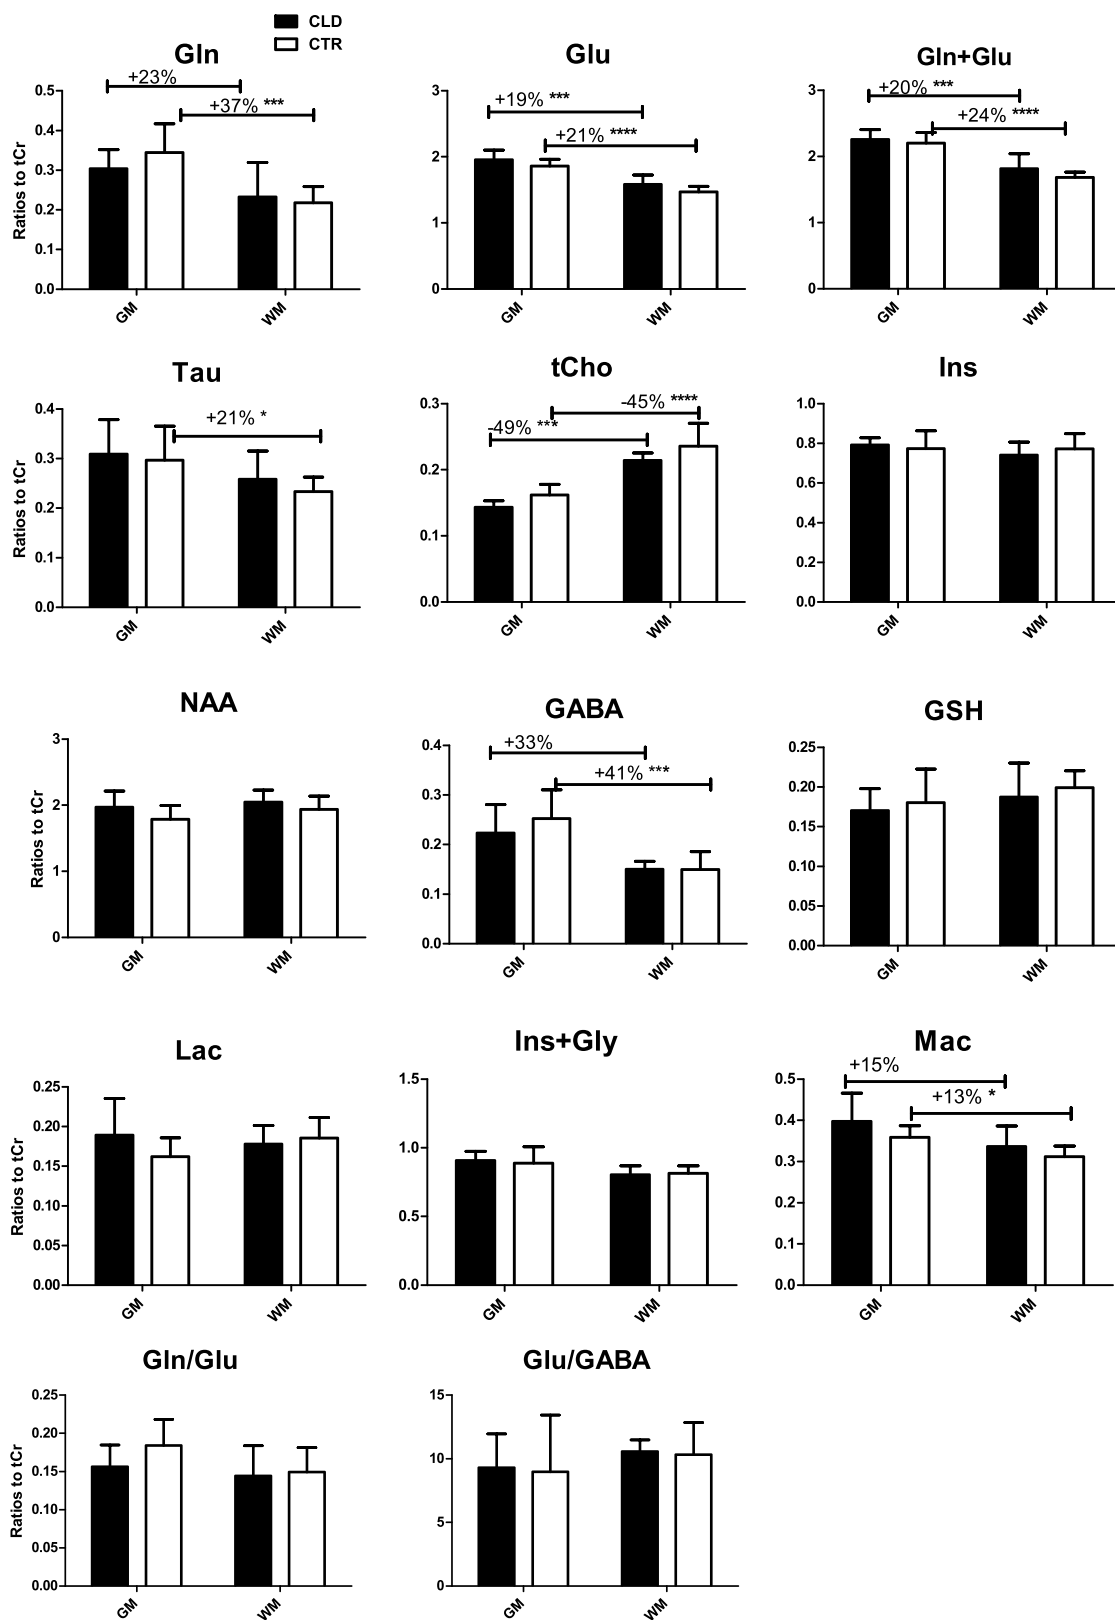 CLD
CTR
Gln
+23%
+37% ***
Ratios to tCr
0.5
0.4
0.3
0.2
0.1
0.0
GM
WM
Glu
+19% ***
+21% ****
3
2
1
0
GM
WM
Gln+Glu
+20% ***
+24% ****
3
2
1
0
GM
WM
Tau
+21% *
Ratios to tCr
0.4
0.3
0.2
0.1
0.0
GM
WM
tCho
-45% ****
-49% ***
0.3
0.2
0.1
0.0
GM
WM
Ins
1.0
0.8
0.6
0.4
0.2
0.0
GM
WM
NAA
Ratios to tCr
3
2
1
0
GM
WM
GABA
+33%
+41% ***
0.4
0.3
0.2
0.1
0.0
GM
WM
GSH
0.25
0.20
0.15
0.10
0.05
0.00
GM
WM
Lac
Ratios to tCr
0.25
0.20
0.15
0.10
0.05
0.00
GM
WM
Ins+Gly
1.5
1.0
0.5
0.0
GM
WM
Mac
+15%
+13% *
0.5
0.4
0.3
0.2
0.1
0.0
GM
WM
Gln/Glu
Ratios to tCr
0.25
0.20
0.15
0.10
0.05
0.00
GM
WM
Glu/GABA
15
10
5
0
GM
WM